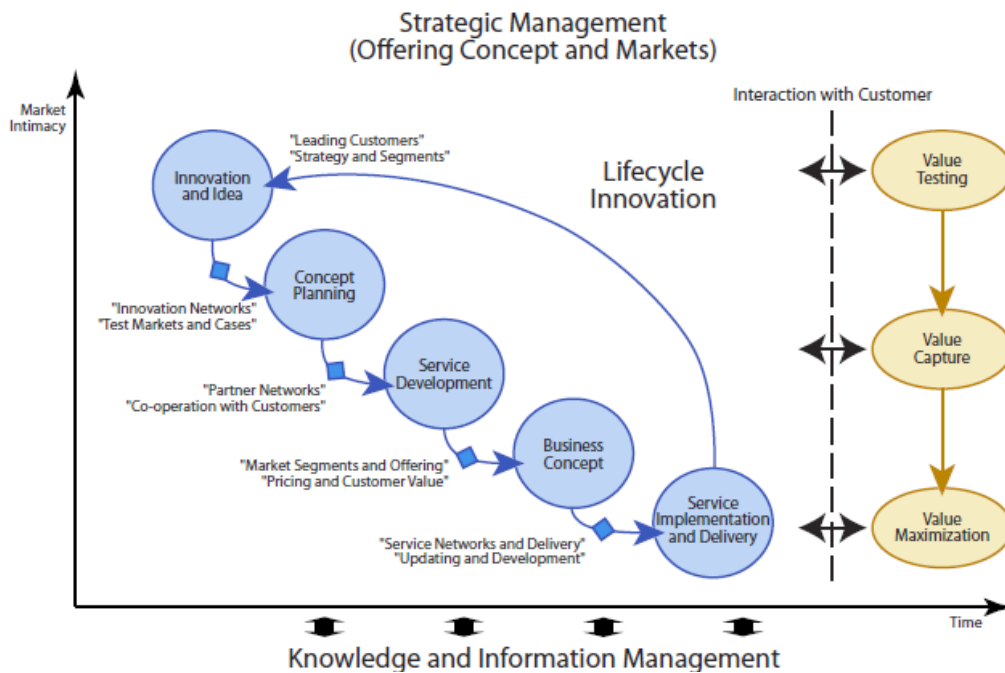 Strategic Management
(Offering Concept and Markets)
Market
Intimacy
Interaction with Customer
"Leading Customers"
"Strategy and Segments"
Innovation
and Idea
Lifecycle
Innovation
Value
Testing
Concept
Planning
"Innovation Networks"
"Test Markets and Cases"
Service
Development
Value
Capture
"Partner Networks"
"Co-operation with Customers"
Business
Concept
"Market Segments and Offering"
"Pricing and Customer Value"
Service
Implementation
and Delivery
Value
Maximization
"Service Networks and Delivery"
"Updating and Development"
Time
Knowledge and Information Management